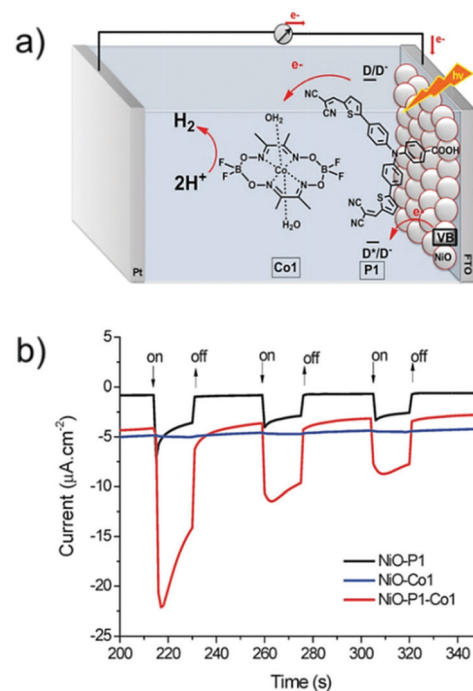 a)
e-
e-
hν
e-
D/D-
NC CN
CN
S
OH2
H2
2H+
O
O
N
N
F
F
B
Co
B
F
F
N
N
O
O
H2O
N
COOH
S
NC
CN
e-
VB
NiO
D*/D-
Pt
Co1
P1
FTO
b)
on off on off on off
5
0
-5
-10
-15
-20
-25
Current (µA.cm-2)
NiO-P1
NiO-Co1
NiO-P1-Co1
200 220 240 260 280 300 320 340
Time (s)